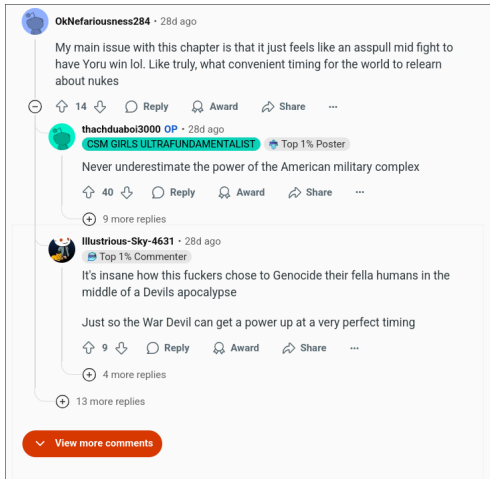 OkNefariousness284 • 28d ago
My main issue with this chapter is that it just feels like an asspull mid fight to
have Yoru win lol. Like truly, what convenient timing for the world to relearn
about nukes
14 Reply Award Share ...
thachduaboi3000 OP • 28d ago
CSM GIRLS ULTRAFUNDAMENTALIST Top 1% Poster
Never underestimate the power of the American military complex
40 Reply Award Share ...
9 more replies
Illustrious-Sky-4631 • 28d ago
Top 1% Commenter
It's insane how this fuckers chose to Genocide their fella humans in the
middle of a Devils apocalypse
Just so the War Devil can get a power up at a very perfect timing
9 Reply Award Share ...
4 more replies
13 more replies
View more comments